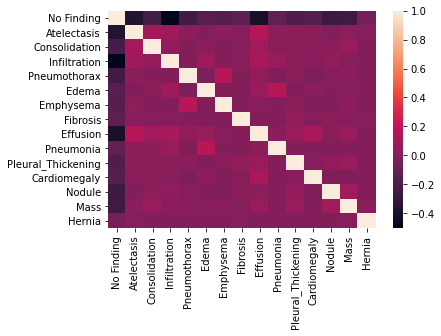 No Finding
Atelectasis
Consolidation
Infiltration
Pneumothorax
Edema
Emphysema
Fibrosis
Effusion
Pneumonia
Pleural_Thickening
Cardiomegaly
Nodule
Mass
Hernia
No Finding
Atelectasis
Consolidation
Infiltration
Pneumothorax
Edema
Emphysema
Fibrosis
Effusion
Pneumonia
Pleural_Thickening
Cardiomegaly
Nodule
Mass
Hernia
1.0
0.8
0.6
0.4
0.2
0.0
−0.2
−0.4